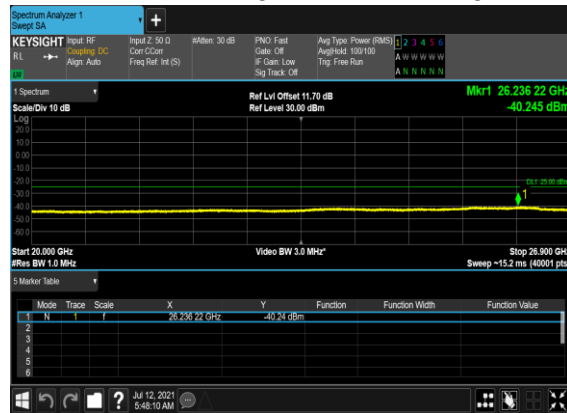 Spectrum Analyzer 1
Swept SA
+
KEYSIGHT Input: RF Input Z: 50 Ω #Atten: 30 dB PNO: Fast Avg Type: Power (RMS) 1 2 3 4 5 6
RL Coupling: DC Corr CCorr Gate: Off Avg|Hold: 100/100 A W W W W W
Align: Auto Freq Ref: Int (S) IF Gain: Low Trig: Free Run
Sig Track: Off A N N N N N
1 Spectrum Ref Lvl Offset 11.70 dB Mkr1 26.236 22 GHz
Scale/Div 10 dB Ref Level 30.00 dBm -40.245 dBm
Log
20.0
10.0
0.00
-10.0
-20.0
DL1 -25.00 dBm
-30.0
1
-40.0
-50.0
-60.0
Start 20.000 GHz Video BW 3.0 MHz* Stop 26.900 GHz
#Res BW 1.0 MHz Sweep ~15.2 ms (40001 pts)
5 Marker Table
Mode Trace Scale X Y Function Function Width Function Value
1 N 1 f 26.236 22 GHz -40.24 dBm
2
3
4
5
6
? Jul 12, 2021
5:48:10 AM